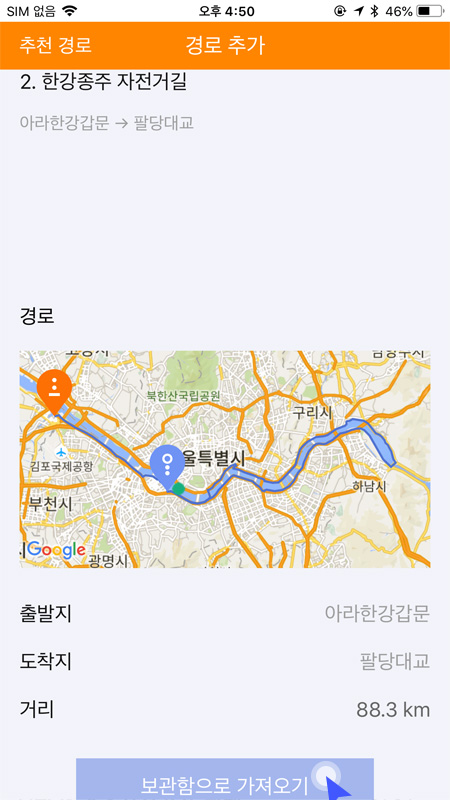 SIM 없음 오후 4:50 46%
추천 경로 경로 추가
2. 한강종주 자전거길
아라한강갑문 → 팔당대교
경로
북한산국립공원
구리시
울특별시
김포국제공항
하남시
부천시
Google
광명시
출발지 아라한강갑문
도착지 팔당대교
거리 88.3 km
보관함으로 가져오기